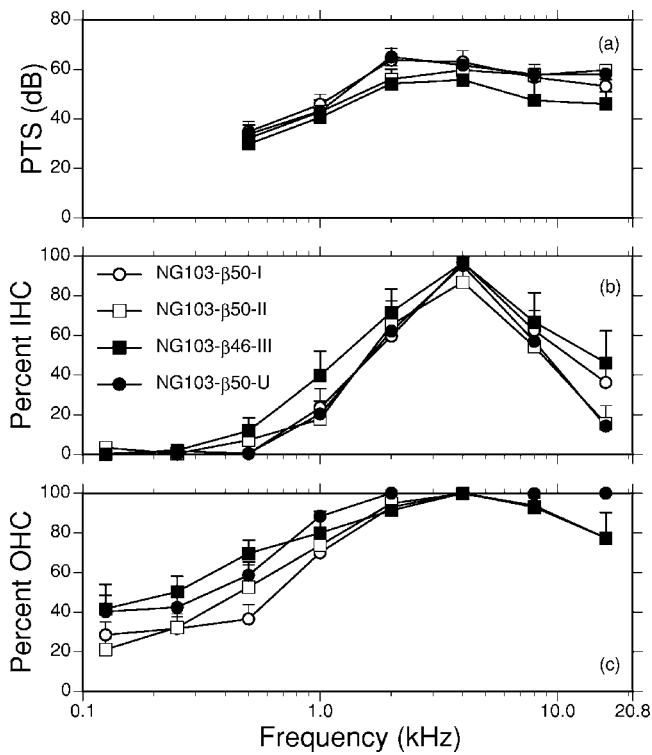 80
60
40
20
0
PTS (dB)
(a)
100
80
60
40
20
0
Percent IHC
(b)
NG103-β50-I
NG103-β50-II
NG103-β46-III
NG103-β50-U
100
80
60
40
20
0
Percent OHC
(c)
0.1 1.0 10.0 20.8
Frequency (kHz)